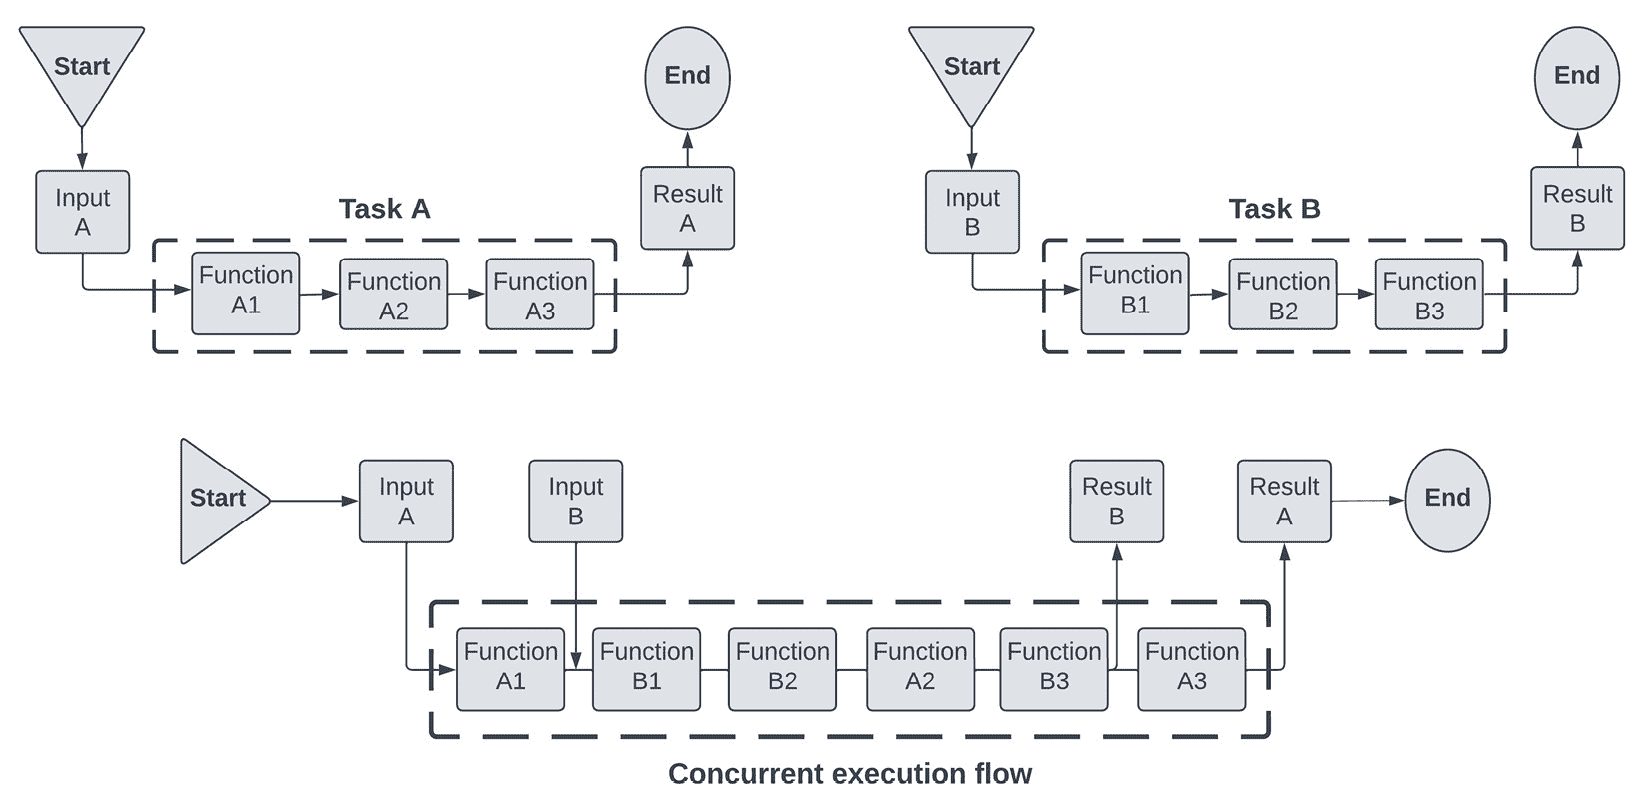 Start
End
Input
A
Task A
Result
A
Function
A1
Function
A2
Function
A3
Start
End
Input
B
Task B
Result
B
Function
B1
Function
B2
Function
B3
Start
Input
A
Input
B
Result
B
Result
A
End
Function
A1
Function
B1
Function
B2
Function
A2
Function
B3
Function
A3
Concurrent execution flow